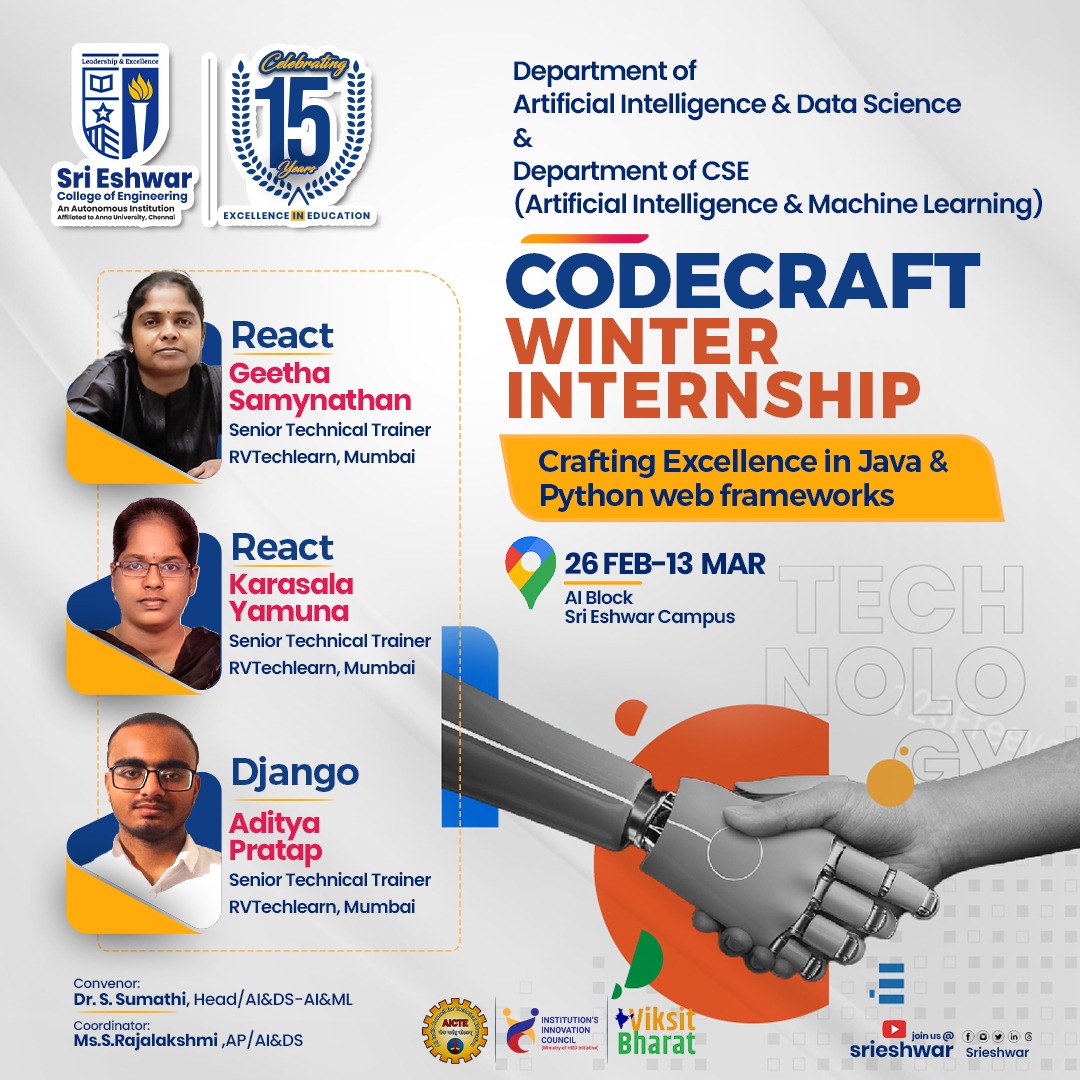 Leadership & Excellence
Sri Eshwar
College of Engineering
An Autonomous Institution
Affiliated to Anna University, Chennai
Celebrating
15
Years
EXCELLENCE IN EDUCATION
Department of
Artificial Intelligence & Data Science
&
Department of CSE
(Artificial Intelligence & Machine Learning)
CODECRAFT
WINTER
INTERNSHIP
Crafting Excellence in Java &
Python web frameworks
26 FEB-13 MAR
AI Block
Sri Eshwar Campus
TECH
NOLO
GY
React
Geetha
Samynathan
Senior Technical Trainer
RVTechlearn, Mumbai
React
Karasala
Yamuna
Senior Technical Trainer
RVTechlearn, Mumbai
Django
Aditya
Pratap
Senior Technical Trainer
RVTechlearn, Mumbai
Convenor:
Dr. S. Sumathi, Head/AI&DS-AI&ML
Coordinator:
Ms.S.Rajalakshmi ,AP/AI&DS
AICTE
INSTITUTION'S
INNOVATION
COUNCIL
(Ministry of HRD Initiative)
Viksit
Bharat
join us @
srieshwar
Srieshwar